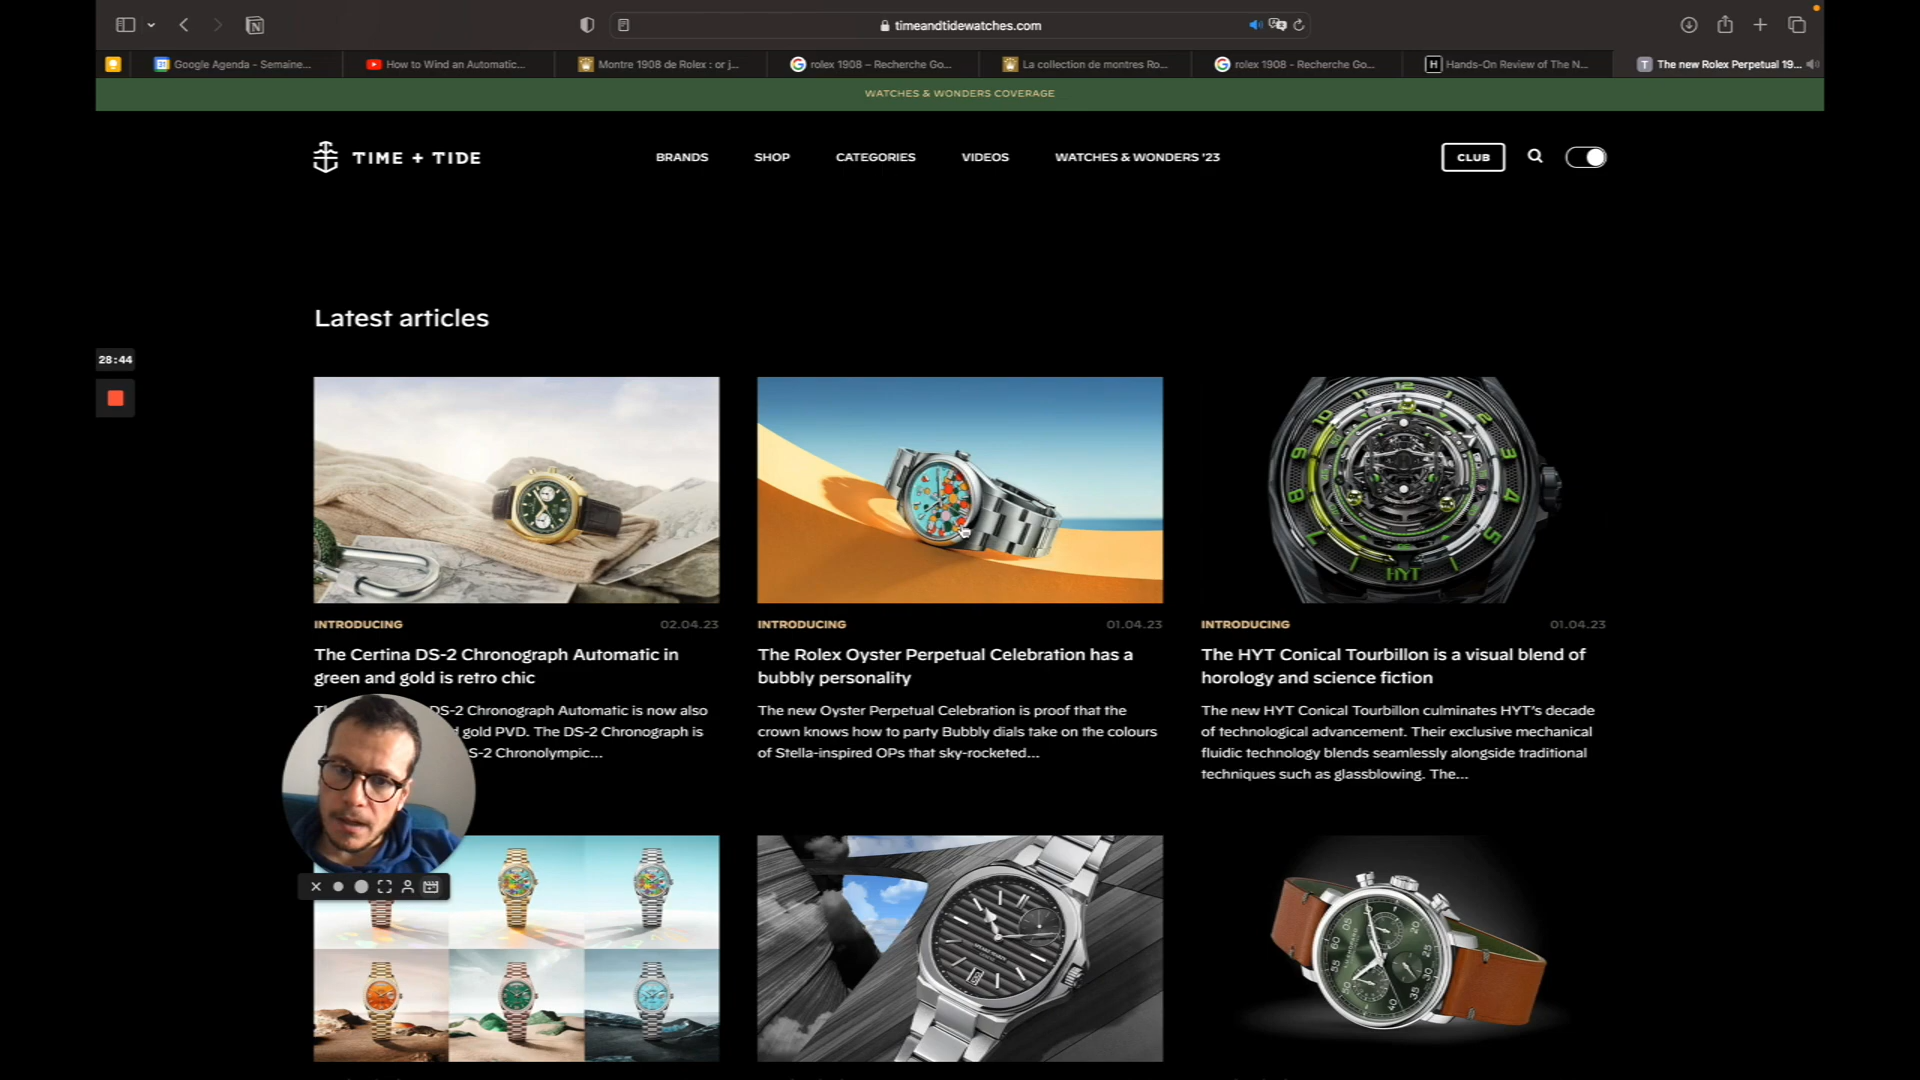 timeandtidewatches.com
Google Agenda - Semaine...
How to Wind an Automatic...
Montre 1908 de Rolex : or j...
rolex 1908 – Recherche Go...
La collection de montres Ro...
rolex 1908 - Recherche Go...
H Hands-On Review of The N...
T The new Rolex Perpetual 19...
WATCHES & WONDERS COVERAGE
TIME + TIDE
BRANDS
SHOP
CATEGORIES
VIDEOS
WATCHES & WONDERS '23
CLUB
Latest articles
28:44
INTRODUCING
02.04.23
The Certina DS-2 Chronograph Automatic in
green and gold is retro chic
DS-2 Chronograph Automatic is now also
gold PVD. The DS-2 Chronograph is
S-2 Chronolympic...
INTRODUCING
01.04.23
The Rolex Oyster Perpetual Celebration has a
bubbly personality
The new Oyster Perpetual Celebration is proof that the
crown knows how to party Bubbly dials take on the colours
of Stella-inspired OPs that sky-rocketed...
HYT
INTRODUCING
01.04.23
The HYT Conical Tourbillon is a visual blend of
horology and science fiction
The new HYT Conical Tourbillon culminates HYT's decade
of technological advancement. Their exclusive mechanical
fluidic technology blends seamlessly alongside traditional
techniques such as glassblowing. The...